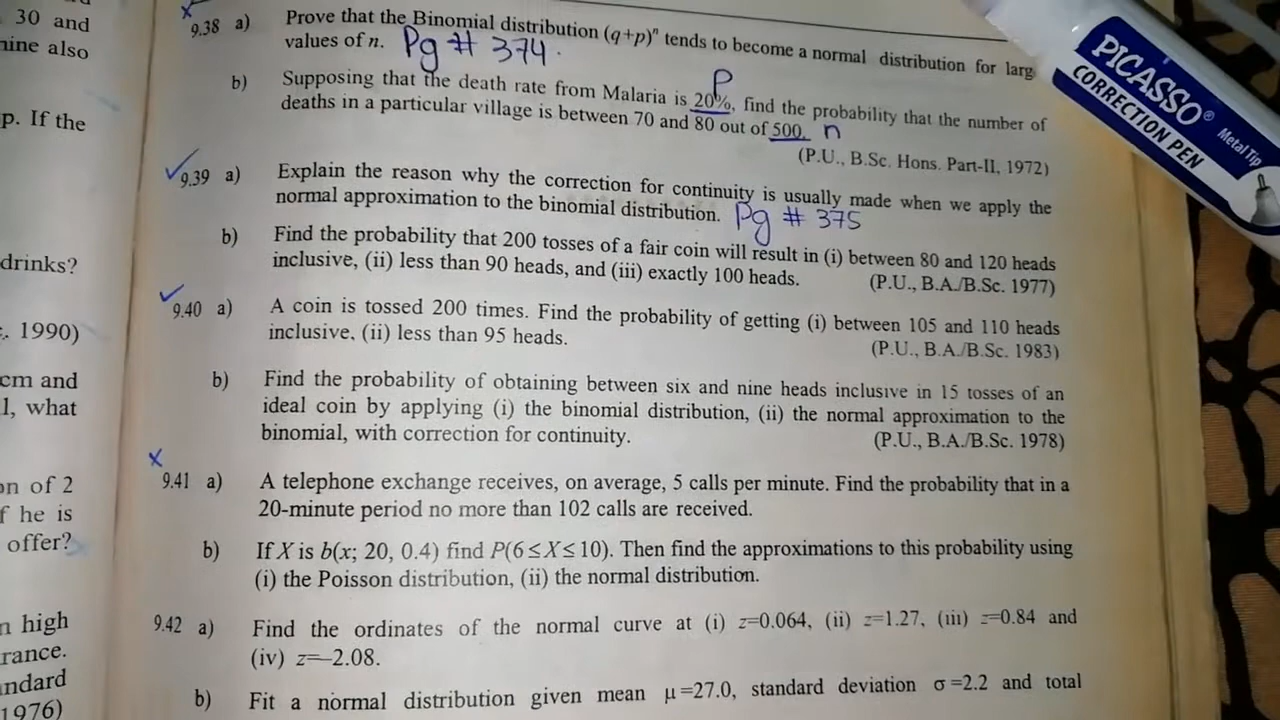 30 and
nine also
p. If the
drinks?
. 1990)
cm and
l, what
on of 2
f he is
offer?
n high
rance.
ndard
1976)
x
9.38 a) Prove that the Binomial distribution (q+p)ⁿ tends to become a normal distribution for larg
values of n. Pg # 374.
P
b) Supposing that the death rate from Malaria is 20%, find the probability that the number of
deaths in a particular village is between 70 and 80 out of 500. n
(P.U., B.Sc. Hons. Part-II, 1972)
✓9.39 a) Explain the reason why the correction for continuity is usually made when we apply the
normal approximation to the binomial distribution. Pg # 375
b) Find the probability that 200 tosses of a fair coin will result in (i) between 80 and 120 heads
inclusive, (ii) less than 90 heads, and (iii) exactly 100 heads. (P.U., B.A./B.Sc. 1977)
✓9.40 a) A coin is tossed 200 times. Find the probability of getting (i) between 105 and 110 heads
inclusive, (ii) less than 95 heads. (P.U., B.A./B.Sc. 1983)
b) Find the probability of obtaining between six and nine heads inclusive in 15 tosses of an
ideal coin by applying (i) the binomial distribution, (ii) the normal approximation to the
binomial, with correction for continuity. (P.U., B.A./B.Sc. 1978)
x
9.41 a) A telephone exchange receives, on average, 5 calls per minute. Find the probability that in a
20-minute period no more than 102 calls are received.
b) If X is b(x; 20, 0.4) find P(6≤X≤10). Then find the approximations to this probability using
(i) the Poisson distribution, (ii) the normal distribution.
9.42 a) Find the ordinates of the normal curve at (i) z=0.064, (ii) z=1.27, (iii) z=0.84 and
(iv) z=–2.08.
b) Fit a normal distribution given mean μ=27.0, standard deviation σ=2.2 and total
PICASSO®
CORRECTION PEN
Metal Tip